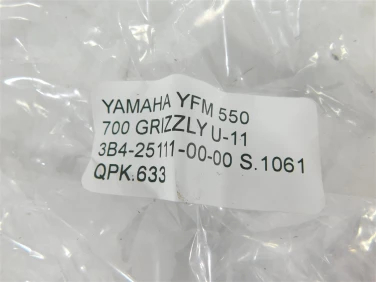 YAMAHA YFM 550
700 GRIZZLY U-11
3B4-25111-00-00 S.1061
QPK.633